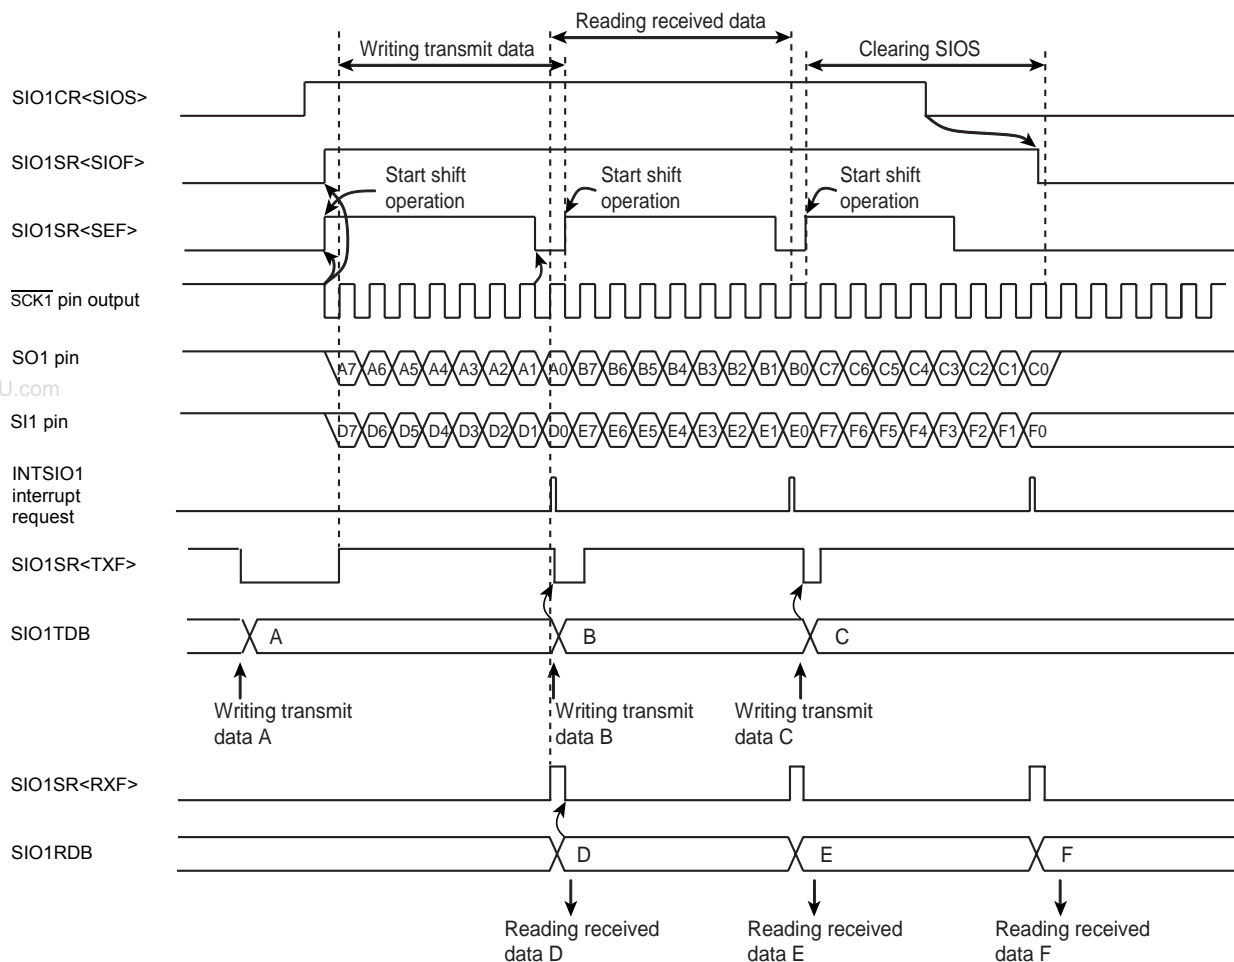 Reading received data
Writing transmit data
Clearing SIOS
SIO1CR<SIOS>
SIO1SR<SIOF>
Start shift
operation
Start shift
operation
Start shift
operation
SIO1SR<SEF>
SCK1 pin output
SO1 pin
A7 A6 A5 A4 A3 A2 A1 A0 B7 B6 B5 B4 B3 B2 B1 B0 C7 C6 C5 C4 C3 C2 C1 C0
U.com
SI1 pin
D7 D6 D5 D4 D3 D2 D1 D0 E7 E6 E5 E4 E3 E2 E1 E0 F7 F6 F5 F4 F3 F2 F1 F0
INTSIO1
interrupt
request
SIO1SR<TXF>
SIO1TDB
A B C
Writing transmit
data A
Writing transmit
data B
Writing transmit
data C
SIO1SR<RXF>
SIO1RDB
D E F
Reading received
data D
Reading received
data E
Reading received
data F